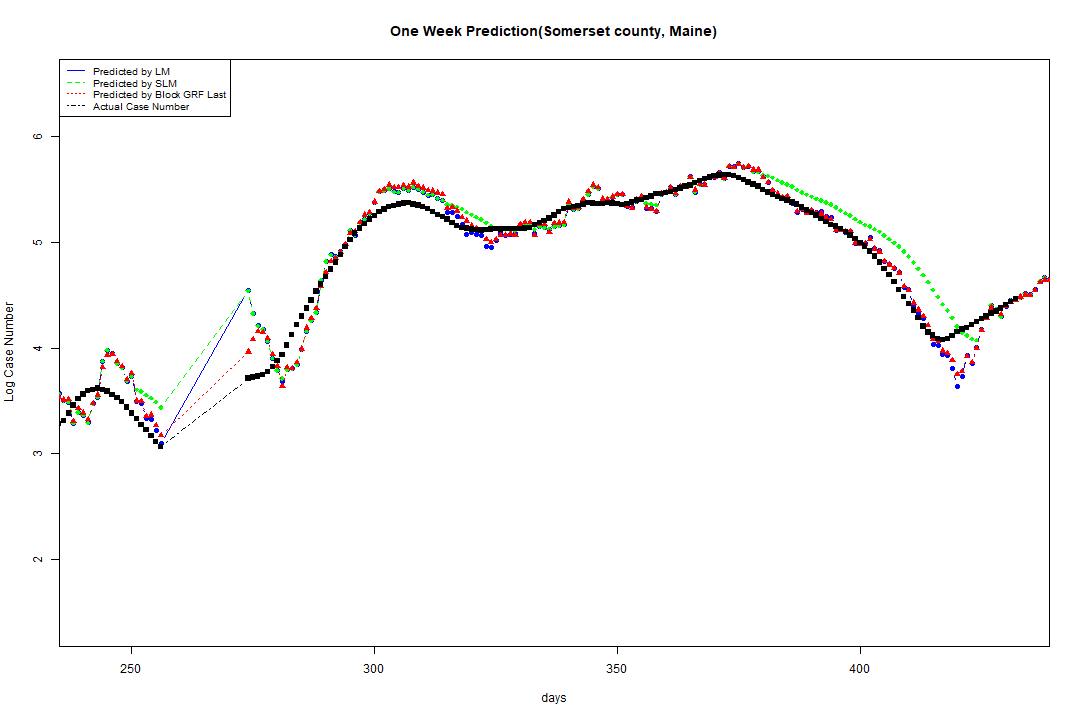 One Week Prediction(Somerset county, Maine)
Predicted by LM
Predicted by SLM
Predicted by Block GRF Last
Actual Case Number
6
5
4
3
2
Log Case Number
250 300 350 400
days